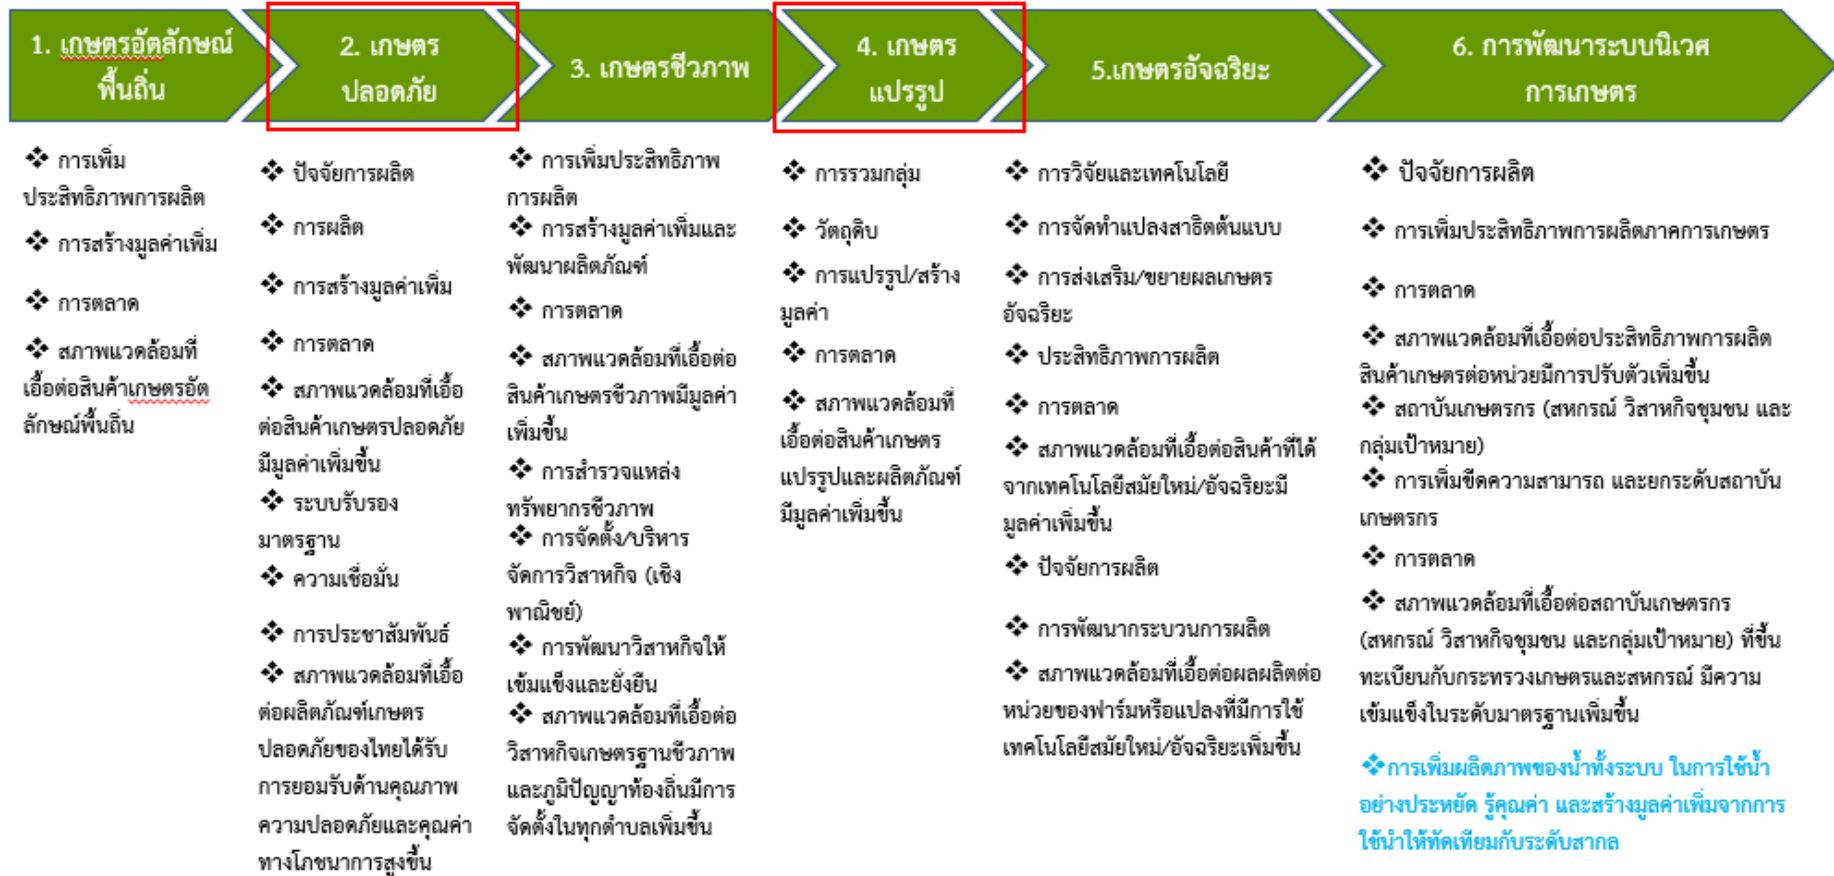 1. เกษตรอัตลักษณ์
พื้นถิ่น
2. เกษตร
ปลอดภัย
3. เกษตรชีวภาพ
4. เกษตร
แปรรูป
5.เกษตรอัจฉริยะ
6. การพัฒนาระบบนิเวศ
การเกษตร
❖ การเพิ่ม
ประสิทธิภาพการผลิต
❖ การสร้างมูลค่าเพิ่ม
❖ การตลาด
❖ สภาพแวดล้อมที่
เอื้อต่อสินค้าเกษตรอัต
ลักษณ์พื้นถิ่น
❖ ปัจจัยการผลิต
❖ การผลิต
❖ การสร้างมูลค่าเพิ่ม
❖ การตลาด
❖ สภาพแวดล้อมที่เอื้อ
ต่อสินค้าเกษตรปลอดภัย
มีมูลค่าเพิ่มขึ้น
❖ ระบบรับรอง
มาตรฐาน
❖ ความเชื่อมั่น
❖ การประชาสัมพันธ์
❖ สภาพแวดล้อมที่เอื้อ
ต่อผลิตภัณฑ์เกษตร
ปลอดภัยของไทยได้รับ
การยอมรับด้านคุณภาพ
ความปลอดภัยและคุณค่า
ทางโภชนาการสูงขึ้น
❖ การเพิ่มประสิทธิภาพ
การผลิต
❖ การสร้างมูลค่าเพิ่มและ
พัฒนาผลิตภัณฑ์
❖ การตลาด
❖ สภาพแวดล้อมที่เอื้อต่อ
สินค้าเกษตรชีวภาพมีมูลค่า
เพิ่มขึ้น
❖ การสำรวจแหล่ง
ทรัพยากรชีวภาพ
❖ การจัดตั้ง/บริหาร
จัดการวิสาหกิจ (เชิง
พาณิชย์)
❖ การพัฒนาวิสาหกิจให้
เข้มแข็งและยั่งยืน
❖ สภาพแวดล้อมที่เอื้อต่อ
วิสาหกิจเกษตรฐานชีวภาพ
และภูมิปัญญาท้องถิ่นมีการ
จัดตั้งในทุกตำบลเพิ่มขึ้น
❖ การรวมกลุ่ม
❖ วัตถุดิบ
❖ การแปรรูป/สร้าง
มูลค่า
❖ การตลาด
❖ สภาพแวดล้อมที่
เอื้อต่อสินค้าเกษตร
แปรรูปและผลิตภัณฑ์
มีมูลค่าเพิ่มขึ้น
❖ การวิจัยและเทคโนโลยี
❖ การจัดทำแปลงสาธิตต้นแบบ
❖ การส่งเสริม/ขยายผลเกษตร
อัจฉริยะ
❖ ประสิทธิภาพการผลิต
❖ การตลาด
❖ สภาพแวดล้อมที่เอื้อต่อสินค้าที่ได้
จากเทคโนโลยีสมัยใหม่/อัจฉริยะมี
มูลค่าเพิ่มขึ้น
❖ ปัจจัยการผลิต
❖ การพัฒนากระบวนการผลิต
❖ สภาพแวดล้อมที่เอื้อต่อผลผลิตต่อ
หน่วยของฟาร์มหรือแปลงที่มีการใช้
เทคโนโลยีสมัยใหม่/อัจฉริยะเพิ่มขึ้น
❖ ปัจจัยการผลิต
❖ การเพิ่มประสิทธิภาพการผลิตภาคการเกษตร
❖ การตลาด
❖ สภาพแวดล้อมที่เอื้อต่อประสิทธิภาพการผลิต
สินค้าเกษตรต่อหน่วยมีการปรับตัวเพิ่มขึ้น
❖ สถาบันเกษตรกร (สหกรณ์ วิสาหกิจชุมชน และ
กลุ่มเป้าหมาย)
❖ การเพิ่มขีดความสามารถ และยกระดับสถาบัน
เกษตรกร
❖ การตลาด
❖ สภาพแวดล้อมที่เอื้อต่อสถาบันเกษตรกร
(สหกรณ์ วิสาหกิจชุมชน และกลุ่มเป้าหมาย) ที่ขึ้น
ทะเบียนกับกระทรวงเกษตรและสหกรณ์ มีความ
เข้มแข็งในระดับมาตรฐานเพิ่มขึ้น
❖การเพิ่มผลิตภาพของน้ำทั้งระบบ ในการใช้น้ำ
อย่างประหยัด รู้คุณค่า และสร้างมูลค่าเพิ่มจากการ
ใช้นำให้ทัดเทียมกับระดับสากล